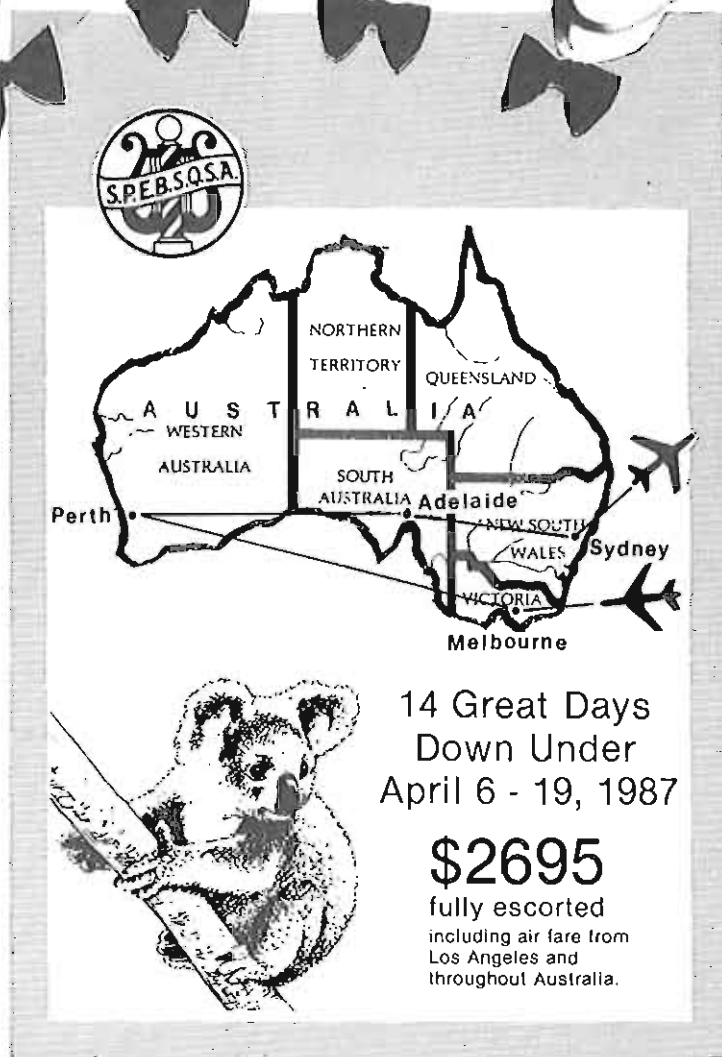 S.P.E.B.S.Q.S.A.
NORTHERN
TERRITORY
QUEENSLAND
AUSTRALIA
WESTERN
AUSTRALIA
SOUTH
AUSTRALIA
Adelaide
Perth
NEW SOUTH
WALES
Sydney
VICTORIA
Melbourne
14 Great Days
Down Under
April 6 - 19, 1987
$2695
fully escorted
including air fare from
Los Angeles and
throughout Australia.